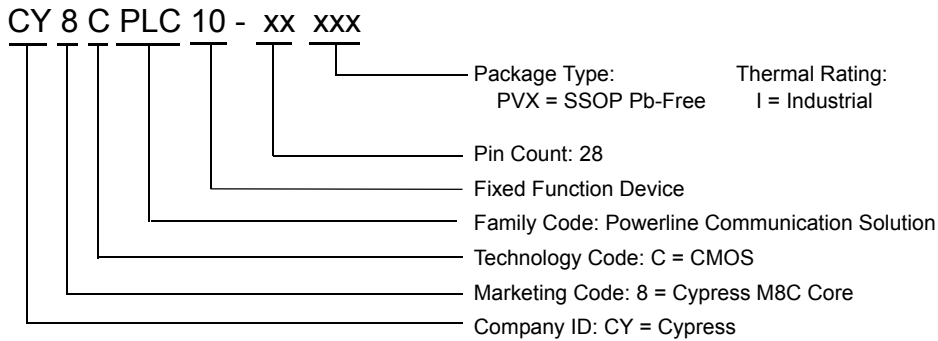 CY 8 C PLC 10 - xx xxx
Package Type: Thermal Rating:
PVX = SSOP Pb-Free I = Industrial
Pin Count: 28
Fixed Function Device
Family Code: Powerline Communication Solution
Technology Code: C = CMOS
Marketing Code: 8 = Cypress M8C Core
Company ID: CY = Cypress